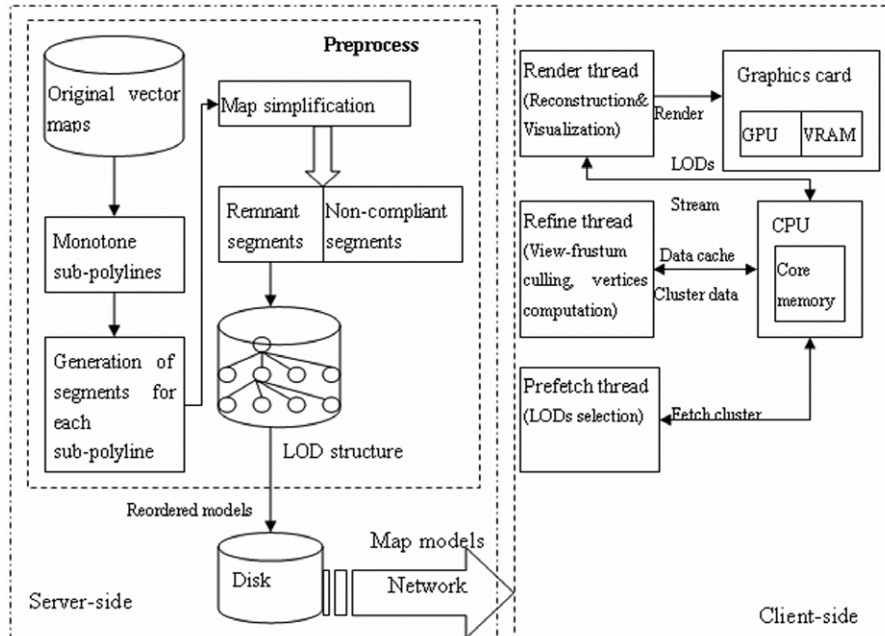 Preprocess
Original vector
maps
Map simplification
Remnant
segments
Non-compliant
segments
Monotone
sub-polylines
Generation of
segments for
each
sub-polyline
LOD structure
Reordered models
Disk
Map models
Network
Server-side
Render thread
(Reconstruction&
Visualization)
Render
Graphics card
GPU
VRAM
LODs
Stream
Refine thread
(View-frustum
culling, vertices
computation)
Data cache
Cluster data
CPU
Core
memory
Prefetch thread
(LODs selection)
Fetch cluster
Client-side